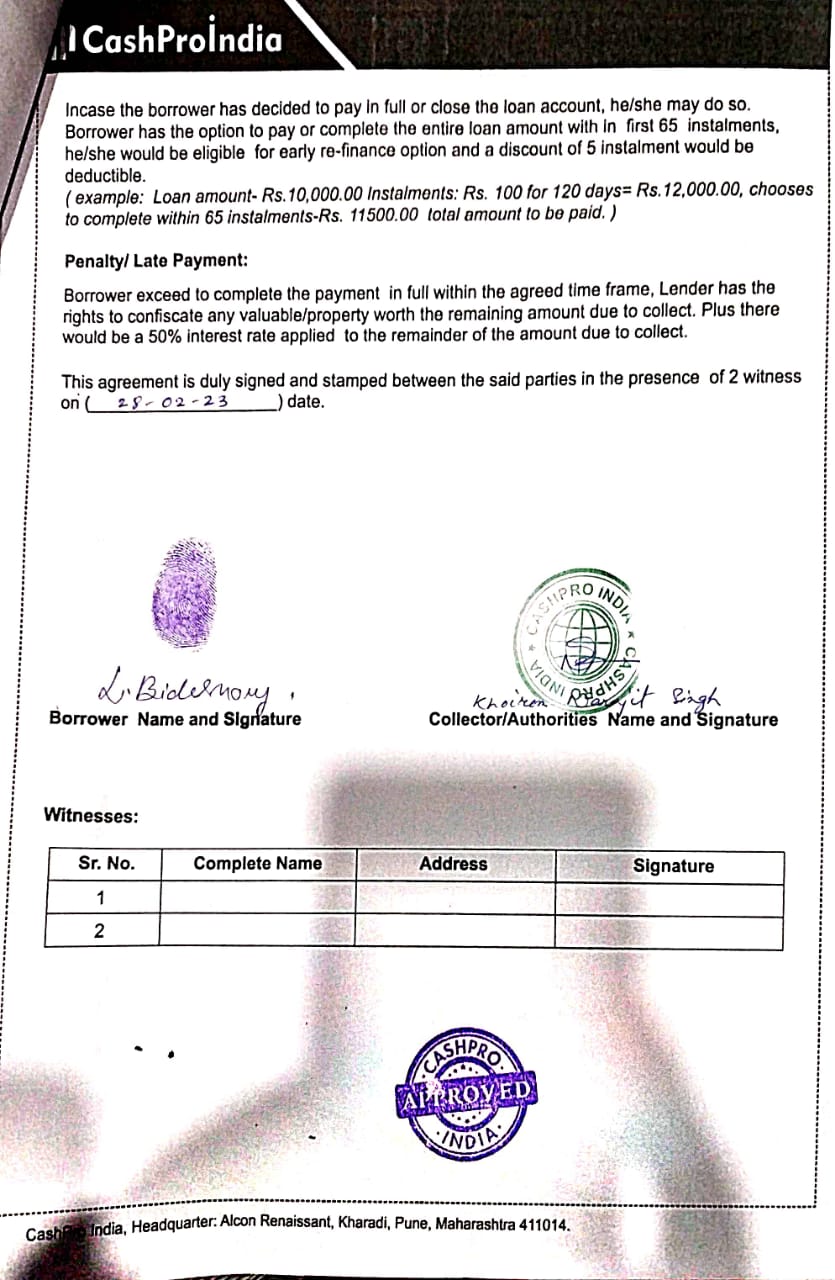 CashProIndia
Incase the borrower has decided to pay in full or close the loan account, he/she may do so.
Borrower has the option to pay or complete the entire loan amount with in first 65 instalments,
he/she would be eligible for early re-finance option and a discount of 5 instalment would be
deductible.
( example: Loan amount- Rs.10,000.00 Instalments: Rs. 100 for 120 days= Rs.12,000.00, chooses
to complete within 65 instalments-Rs. 11500.00 total amount to be paid. )
Penalty/ Late Payment:
Borrower exceed to complete the payment in full within the agreed time frame, Lender has the
rights to confiscate any valuable/property worth the remaining amount due to collect. Plus there
would be a 50% interest rate applied to the remainder of the amount due to collect.
This agreement is duly signed and stamped between the said parties in the presence of 2 witness
on ( 28-02-23 ) date.
CASHPRO INDIA * CASHPRO INDIA *
L. Khoiren Singh
Borrower Name and Signature
Collector/Authorities Name and Signature
Witnesses:
Sr. No. Complete Name Address Signature
1
2
CASHPRO
APPROVED
INDIA
CashPro India, Headquarter: Alcon Renaissant, Kharadi, Pune, Maharashtra 411014.